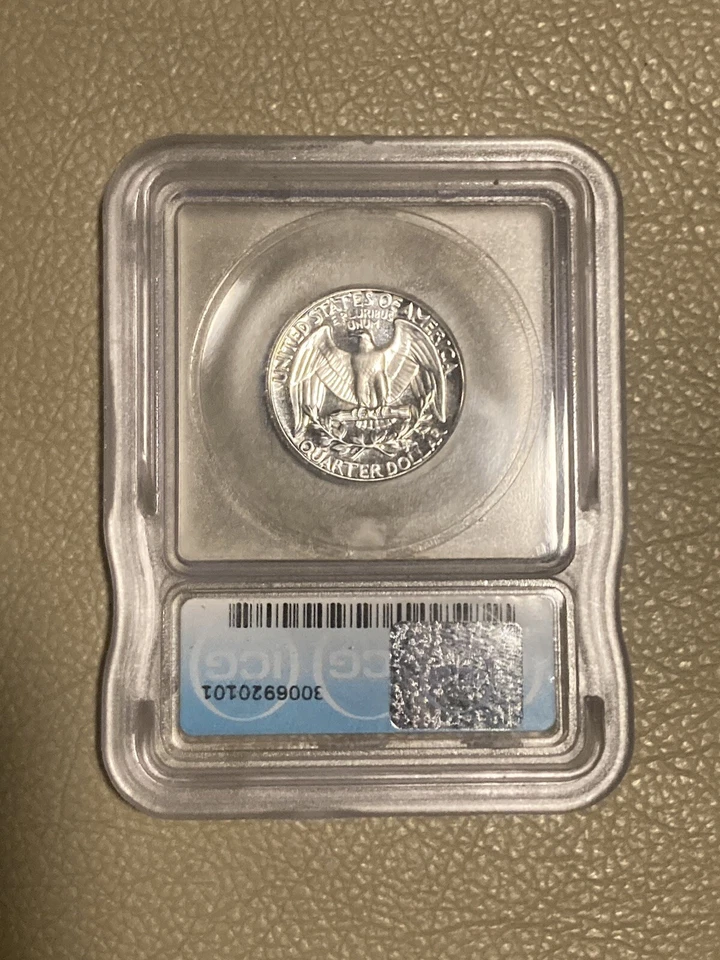 UNITED STATES OF AMERICA
E PLURIBUS
UNUM
QUARTER DOLLAR
ICG
ICG
3006920101